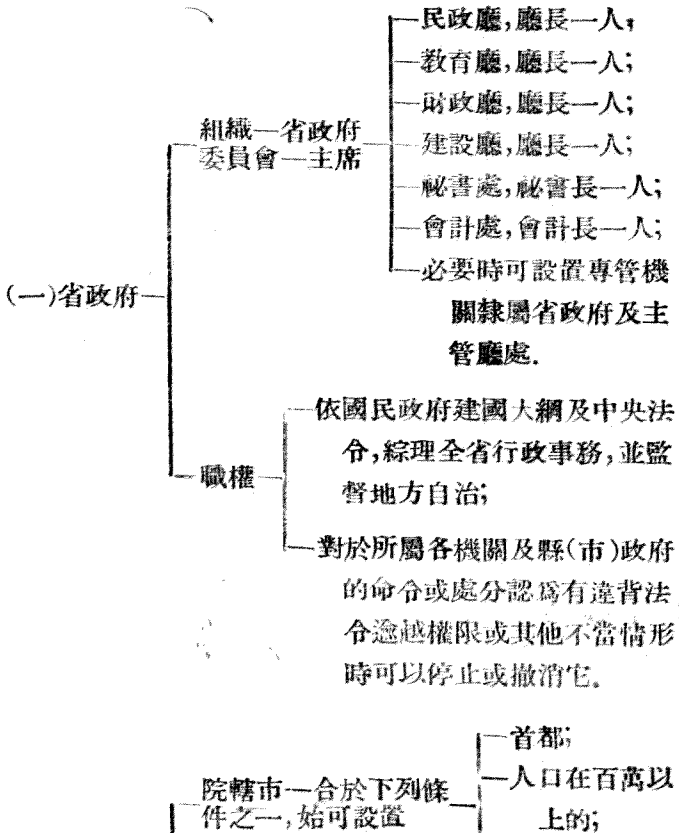 (一)省政府
組織—省政府
委員會—主席
民政廳,廳長一人;
教育廳,廳長一人;
財政廳,廳長一人;
建設廳,廳長一人;
祕書處,祕書長一人;
會計處,會計長一人;
必要時可設置專管機
關隸屬省政府及主
管廳處.
職權
依國民政府建國大綱及中央法
令,綜理全省行政事務,並監
督地方自治;
對於所屬各機關及縣(市)政府
的命令或處分認爲有違背法
令逾越權限或其他不當情形
時可以停止或撤消它.
院轄市—合於下列條
件之一,始可設置
首都;
人口在百萬以
上的;